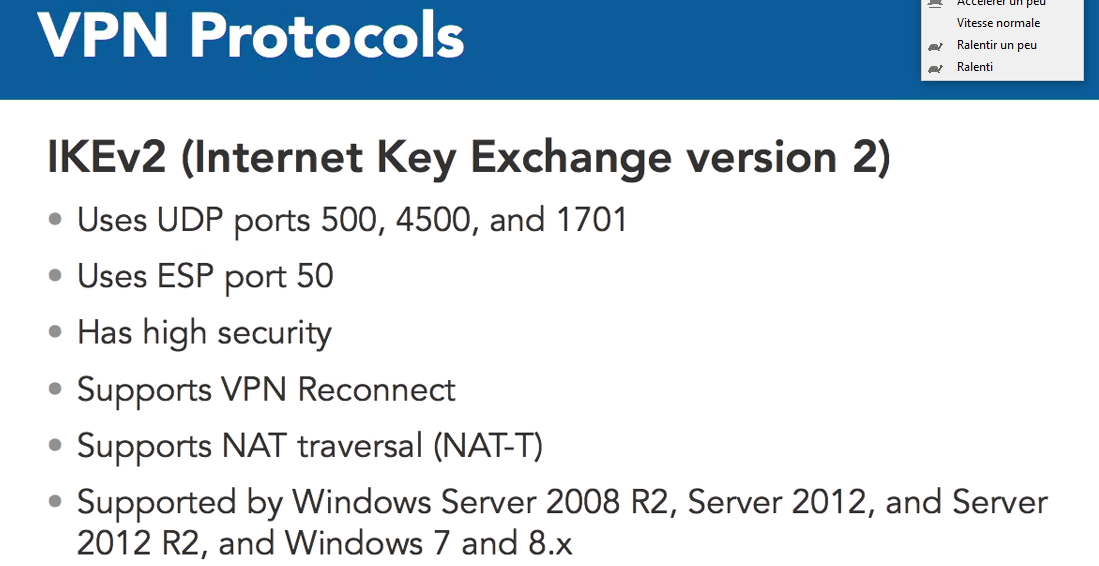 VPN Protocols
Accélérer un peu
Vitesse normale
Ralentir un peu
Ralenti
IKEv2 (Internet Key Exchange version 2)
• Uses UDP ports 500, 4500, and 1701
• Uses ESP port 50
• Has high security
• Supports VPN Reconnect
• Supports NAT traversal (NAT-T)
• Supported by Windows Server 2008 R2, Server 2012, and Server
2012 R2, and Windows 7 and 8.x